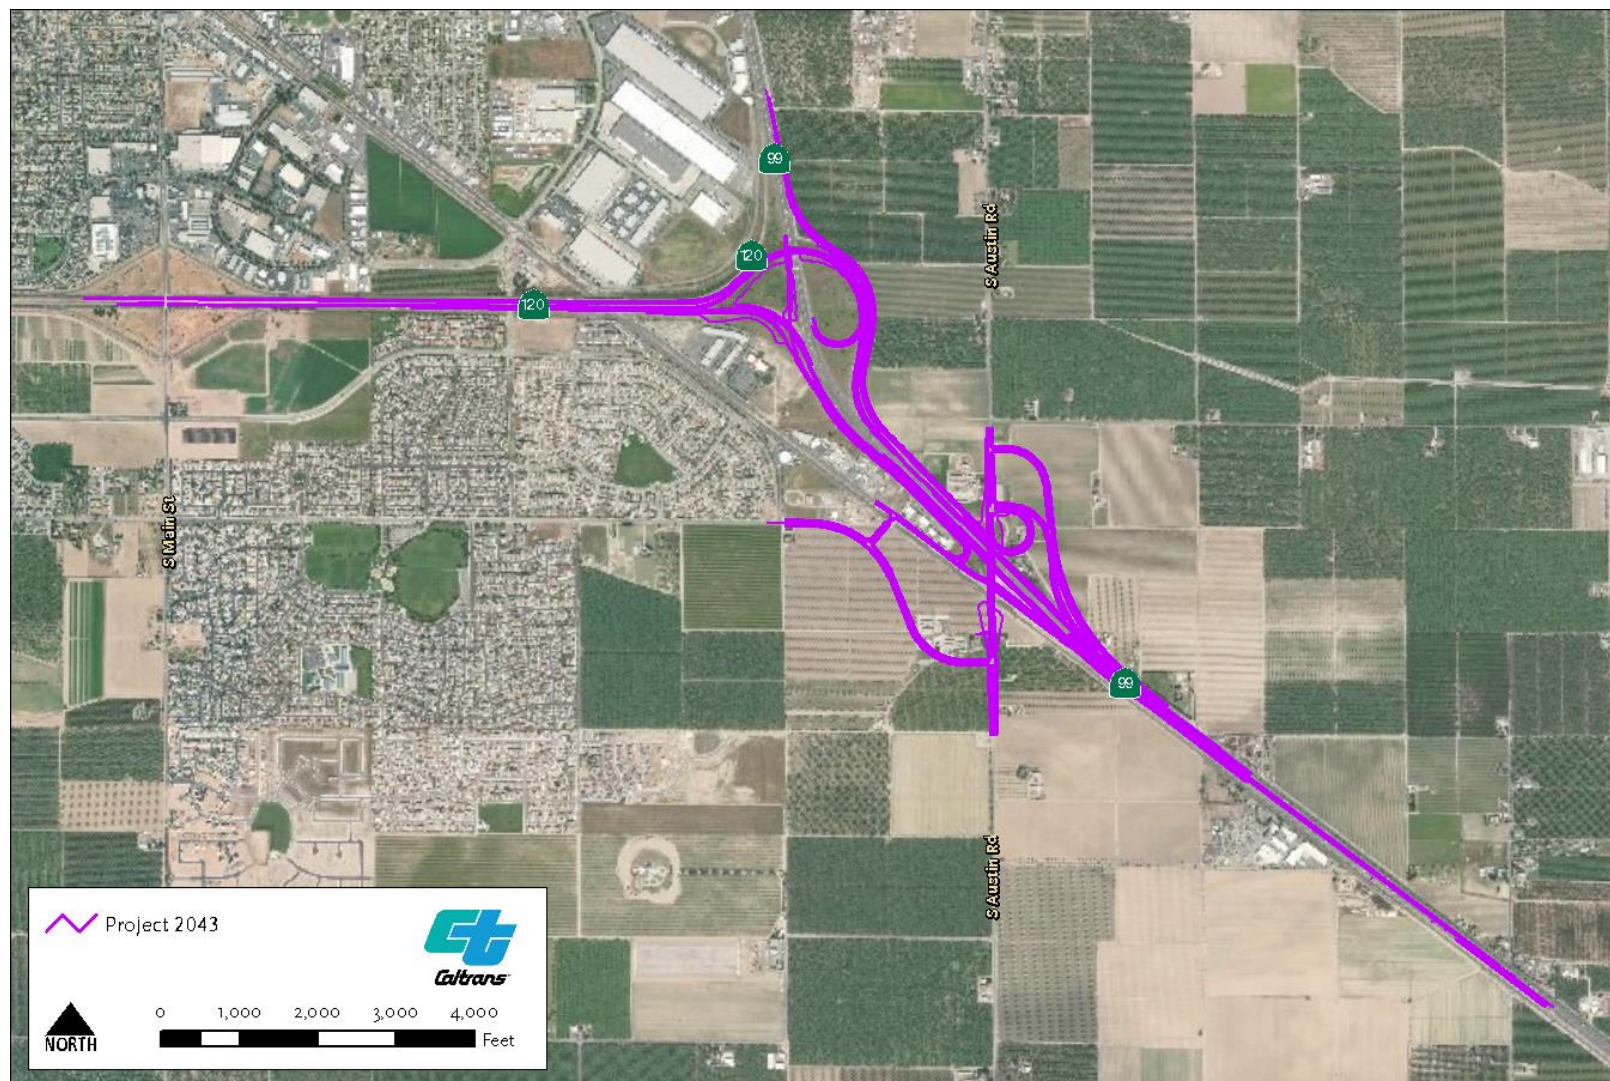 99
S Austin Rd
120
120
S Main St
99
S Austin Rd
Project 2043
Ct
Caltrans
0 1,000 2,000 3,000 4,000
Feet
NORTH